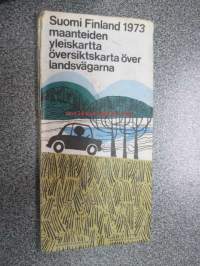 Suomi Finland 1973
maanteiden
yleiskartta
översiktskarta över
landsvägarna